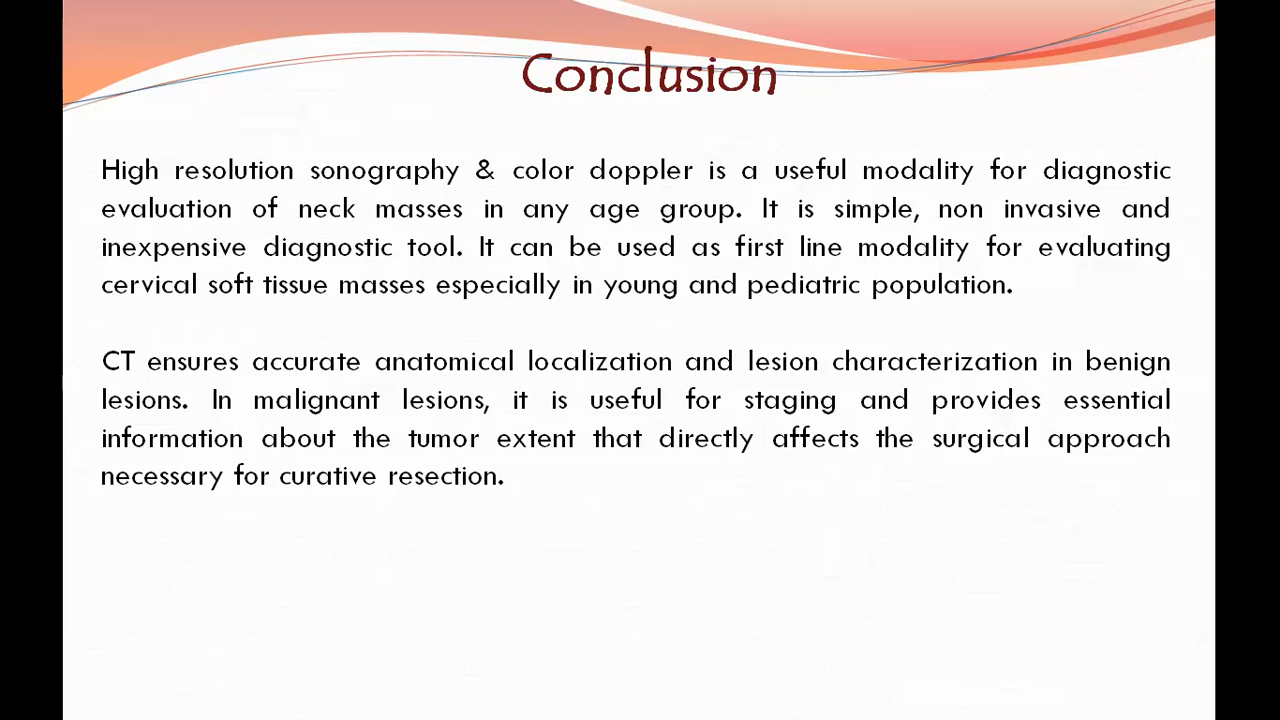 Conclusion
High resolution sonography & color doppler is a useful modality for diagnostic
evaluation of neck masses in any age group. It is simple, non invasive and
inexpensive diagnostic tool. It can be used as first line modality for evaluating
cervical soft tissue masses especially in young and pediatric population.
CT ensures accurate anatomical localization and lesion characterization in benign
lesions. In malignant lesions, it is useful for staging and provides essential
information about the tumor extent that directly affects the surgical approach
necessary for curative resection.